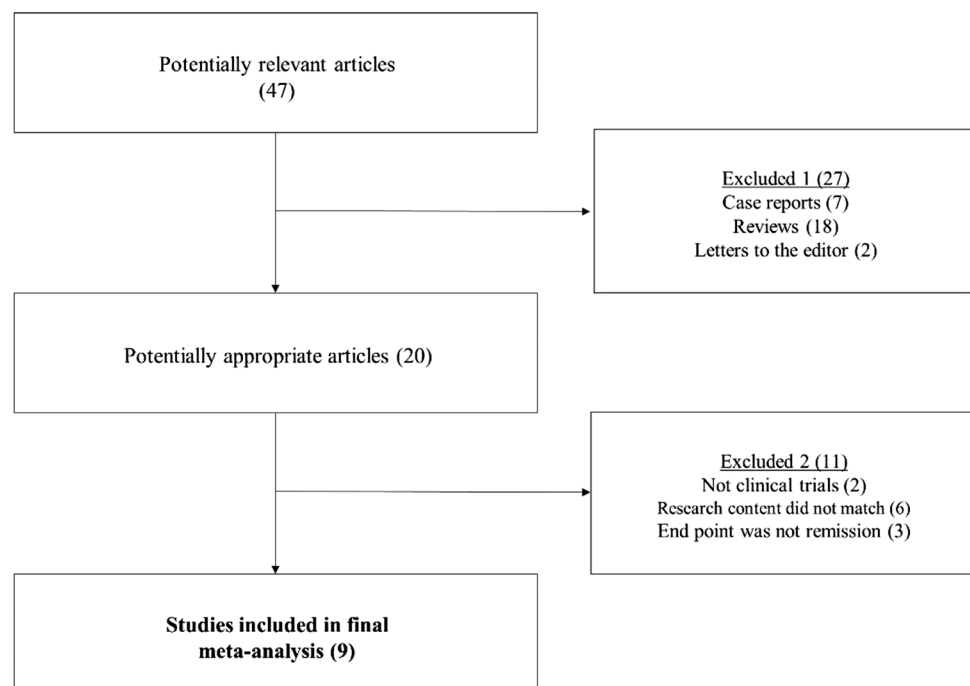 Potentially relevant articles
(47)
Excluded 1 (27)
Case reports (7)
Reviews (18)
Letters to the editor (2)
Potentially appropriate articles (20)
Excluded 2 (11)
Not clinical trials (2)
Research content did not match (6)
End point was not remission (3)
Studies included in final
meta-analysis (9)